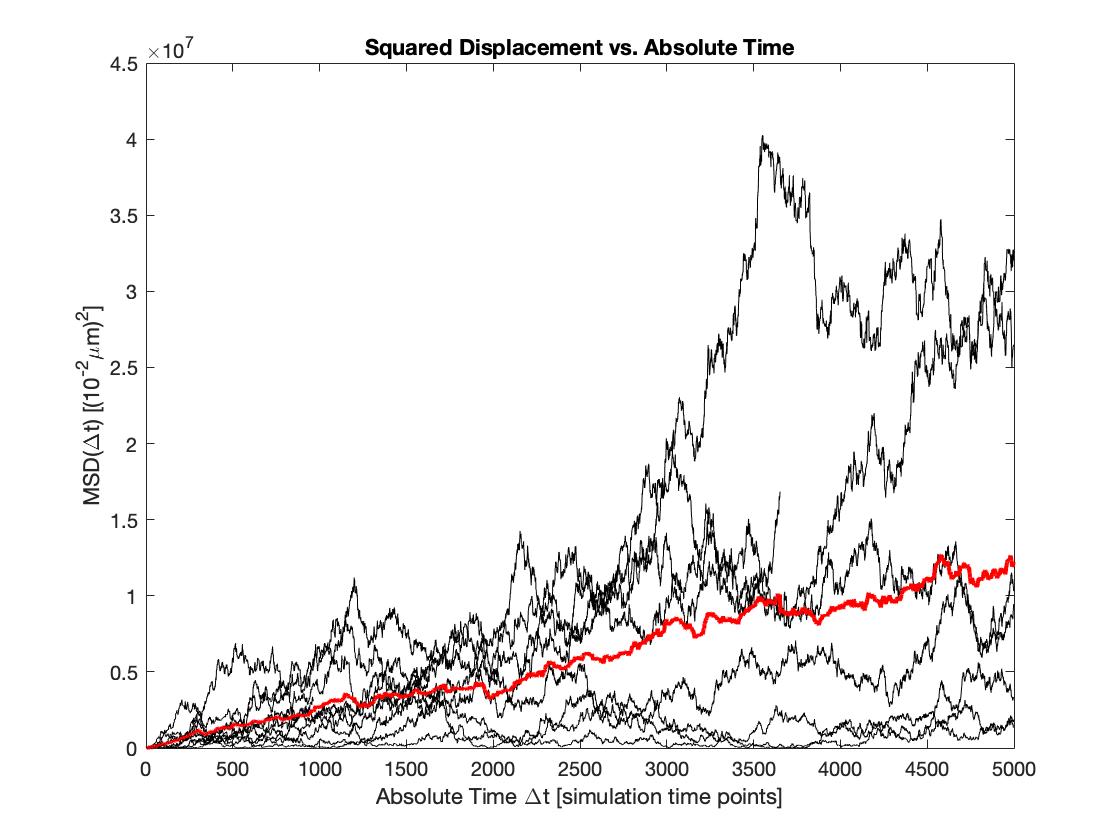 Squared Displacement vs. Absolute Time
×10⁷
4.5
4
3.5
3
2.5
2
1.5
1
0.5
0
MSD(Δt) [(10⁻² μm)²]
0 500 1000 1500 2000 2500 3000 3500 4000 4500 5000
Absolute Time Δt [simulation time points]